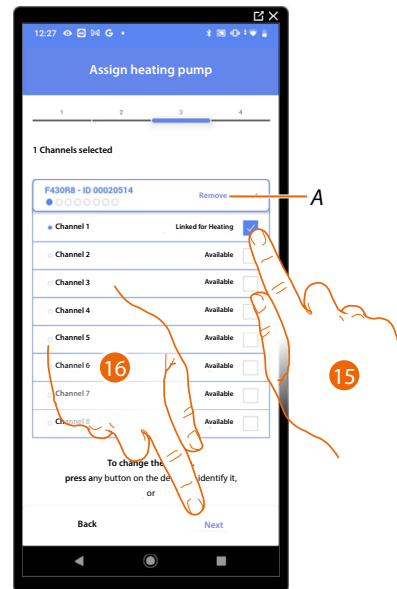 12:27 G
Assign heating pump
1 2 3 4
1 Channels selected
F430R8 - ID 00020514 Remove A
Channel 1 Linked for Heating
Channel 2 Available
Channel 3 Available
Channel 4 Available
Channel 5 Available
Channel 6 Available
16
15
Channel 7 Available
Channel 8 Available
To change the
press any button on the identify it,
or
Back Next